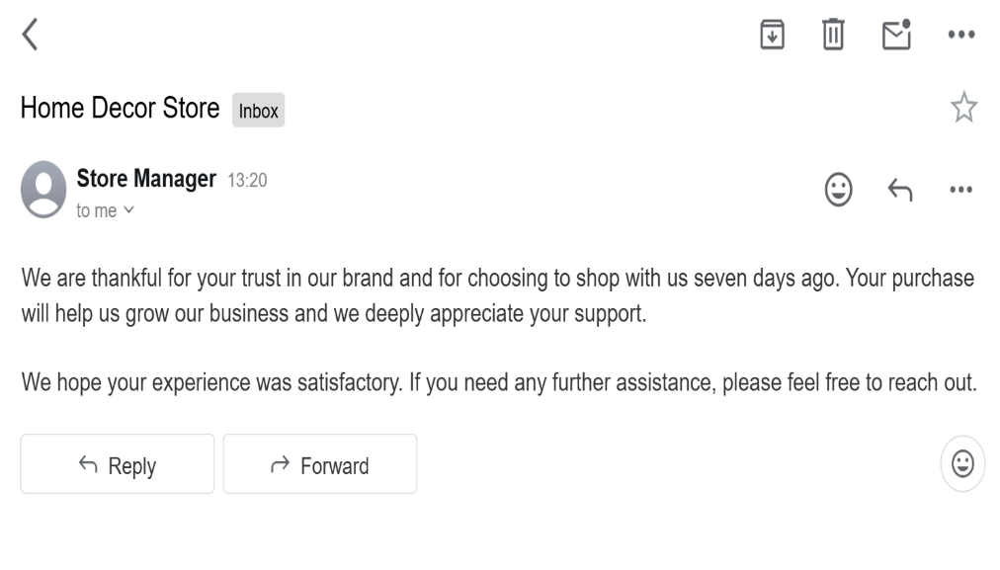 Home Decor Store Inbox
Store Manager 13:20
to me
We are thankful for your trust in our brand and for choosing to shop with us seven days ago. Your purchase
will help us grow our business and we deeply appreciate your support.
We hope your experience was satisfactory. If you need any further assistance, please feel free to reach out.
Reply Forward